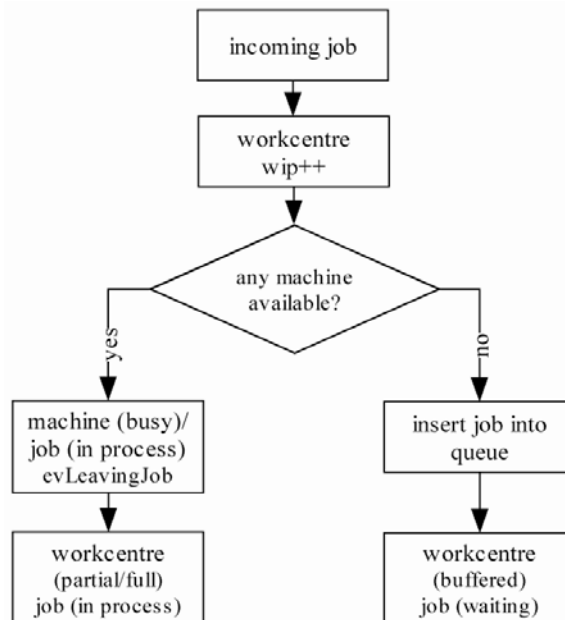 incoming job
workcentre
wip++
any machine
available?
yes
no
machine (busy)/
job (in process)
evLeavingJob
insert job into
queue
workcentre
(partial/full)
job (in process)
workcentre
(buffered)
job (waiting)